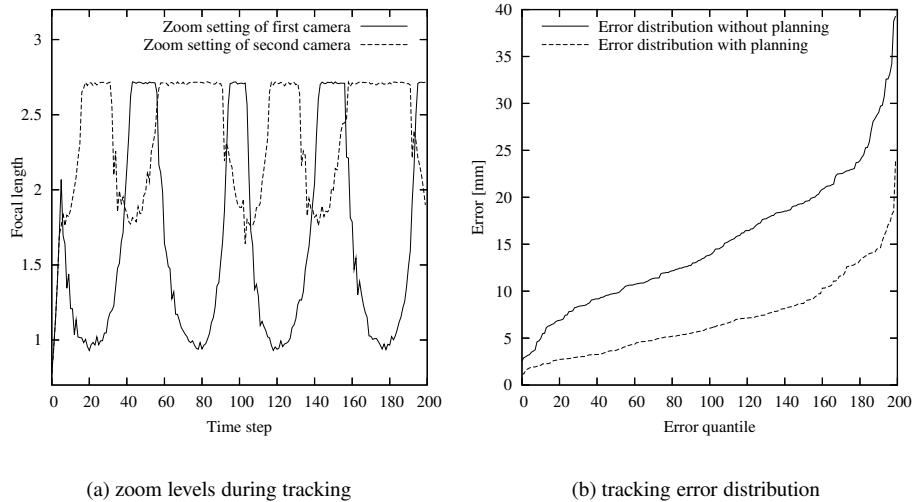 Zoom setting of first camera
Zoom setting of second camera
3
2.5
2
1.5
1
Focal length
0 20 40 60 80 100 120 140 160 180 200
Time step
(a) zoom levels during tracking
Error distribution without planning
Error distribution with planning
40
35
30
25
20
15
10
5
0
Error [mm]
0 20 40 60 80 100 120 140 160 180 200
Error quantile
(b) tracking error distribution